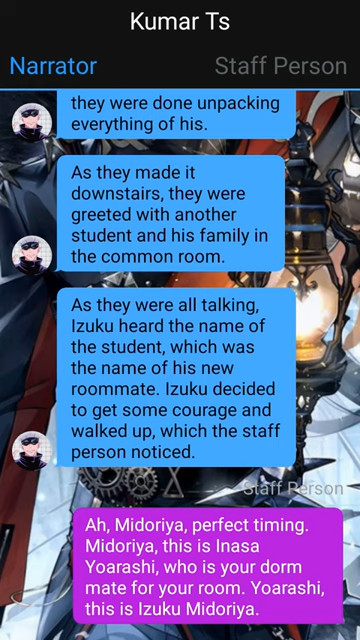 Kumar Ts
Narrator
Staff Person
they were done unpacking
everything of his.
As they made it
downstairs, they were
greeted with another
student and his family in
the common room.
As they were all talking,
Izuku heard the name of
the student, which was
the name of his new
roommate. Izuku decided
to get some courage and
walked up, which the staff
person noticed.
Staff Person
Ah, Midoriya, perfect timing.
Midoriya, this is Inasa
Yoarashi, who is your dorm
mate for your room. Yoarashi,
this is Izuku Midoriya.